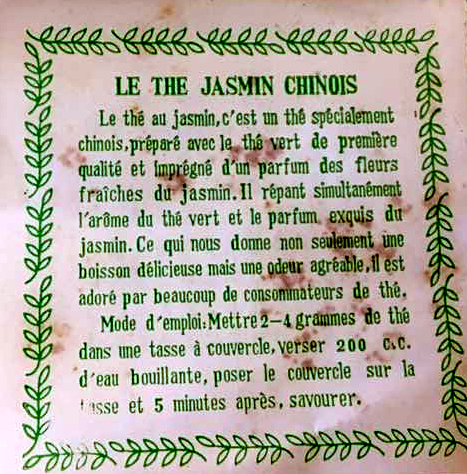 LE THE JASMIN CHINOIS
Le thé au jasmin,c'est un thé spécialement
chinois,préparé avec le thé vert de première
qualité et imprégné d'un parfum des fleurs
fraîches du jasmin.Il répant simultanément
l'arôme du thé vert et le parfum exquis du
jasmin.Ce qui nous donne non seulement une
boisson délicieuse mais une odeur agréable,il est
adoré par beaucoup de consommateurs de thé.
Mode d'emploi:Mettre 2–4 grammes de thé
dans une tasse à couvercle,verser 200 c.c.
d'eau bouillante, poser le couvercle sur la
tasse et 5 minutes après, savourer.